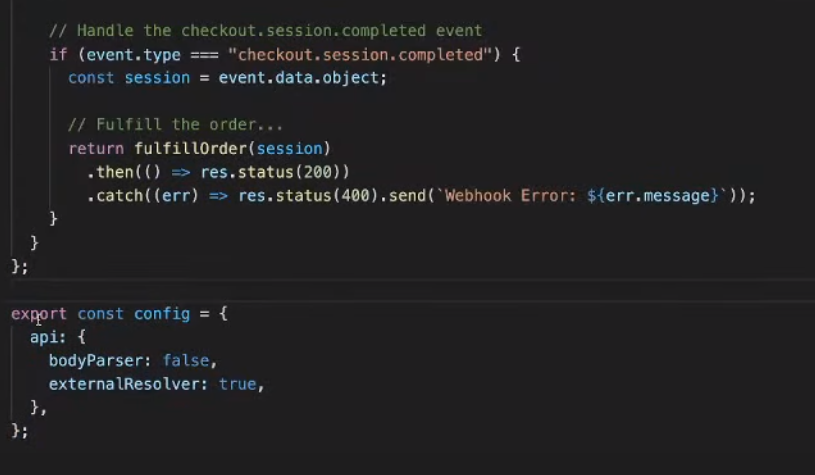 // Handle the checkout.session.completed event
if (event.type === "checkout.session.completed") {
const session = event.data.object;
// Fulfill the order...
return fulfillOrder(session)
.then(() => res.status(200))
.catch((err) => res.status(400).send(`Webhook Error: ${err.message}`));
}
}
};
export const config = {
api: {
bodyParser: false,
externalResolver: true,
},
};